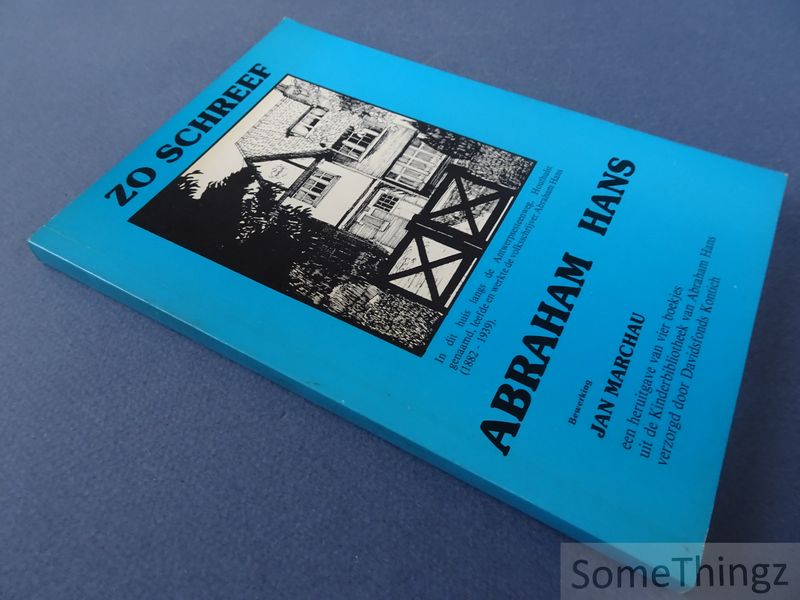 ZO SCHREEF
In dit huis langs de Antwerpsesteenweg, Houthulst
genaamd, leefde en werkte de volksschrijver Abraham Hans
(1882 - 1939).
ABRAHAM HANS
Bewerking
JAN MARCHAU
een heruitgave van vier boekjes
uit de Kinderbibliotheek van Abraham Hans
verzorgd door Davidsfonds Kontich
SomeThingz